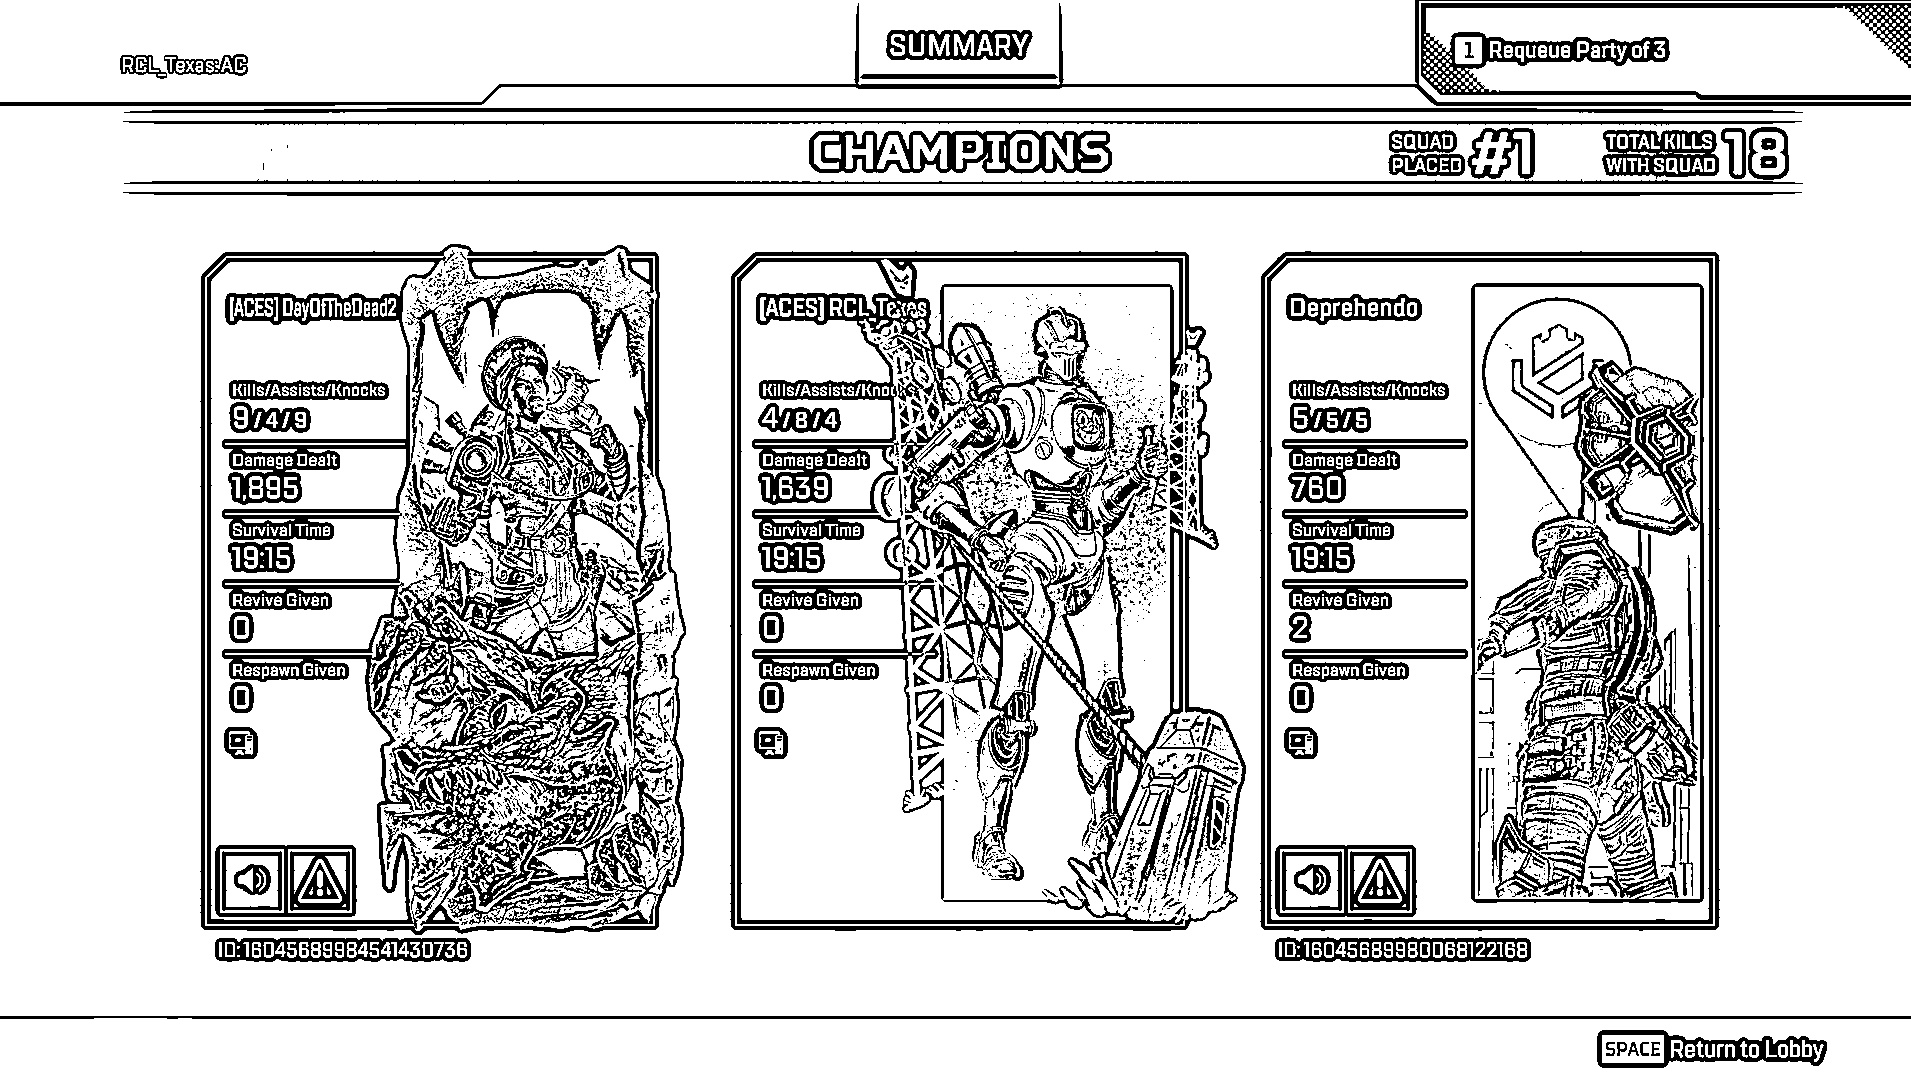 RCL_Texas:AC
SUMMARY
1 Requeue Party of 3
CHAMPIONS
SQUAD PLACED #1
TOTAL KILLS WITH SQUAD 18
[ACES] DayOfTheDead2
Kills/Assists/Knocks
9/4/9
Damage Dealt
1,895
Survival Time
19:15
Revive Given
0
Respawn Given
0
ID: 1604568998454143 0736
[ACES] RCL_Texas
Kills/Assists/Knoc
4/8/4
Damage Dealt
1,639
Survival Time
19:15
Revive Given
0
Respawn Given
0
Deprehendo
Kills/Assists/Knocks
5/5/5
Damage Dealt
760
Survival Time
19:15
Revive Given
2
Respawn Given
0
ID: 16045689980068122168
SPACE Return to Lobby